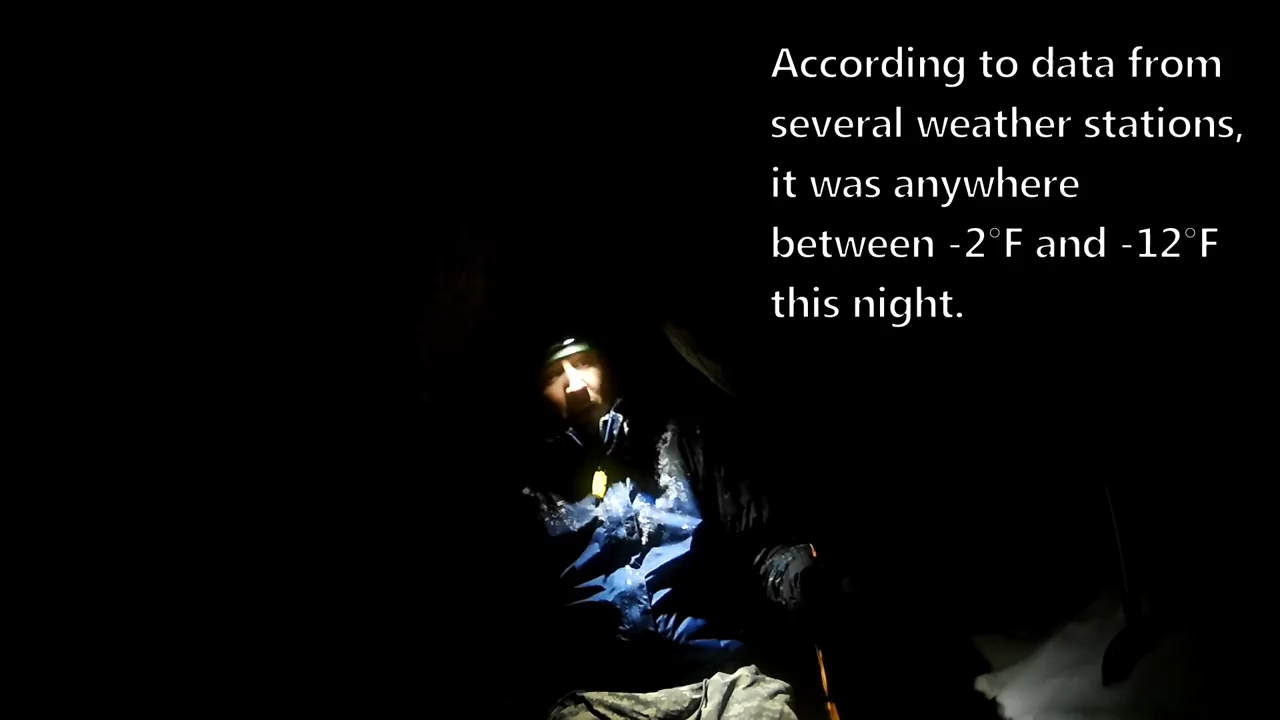 According to data from
several weather stations,
it was anywhere
between -2°F and -12°F
this night.